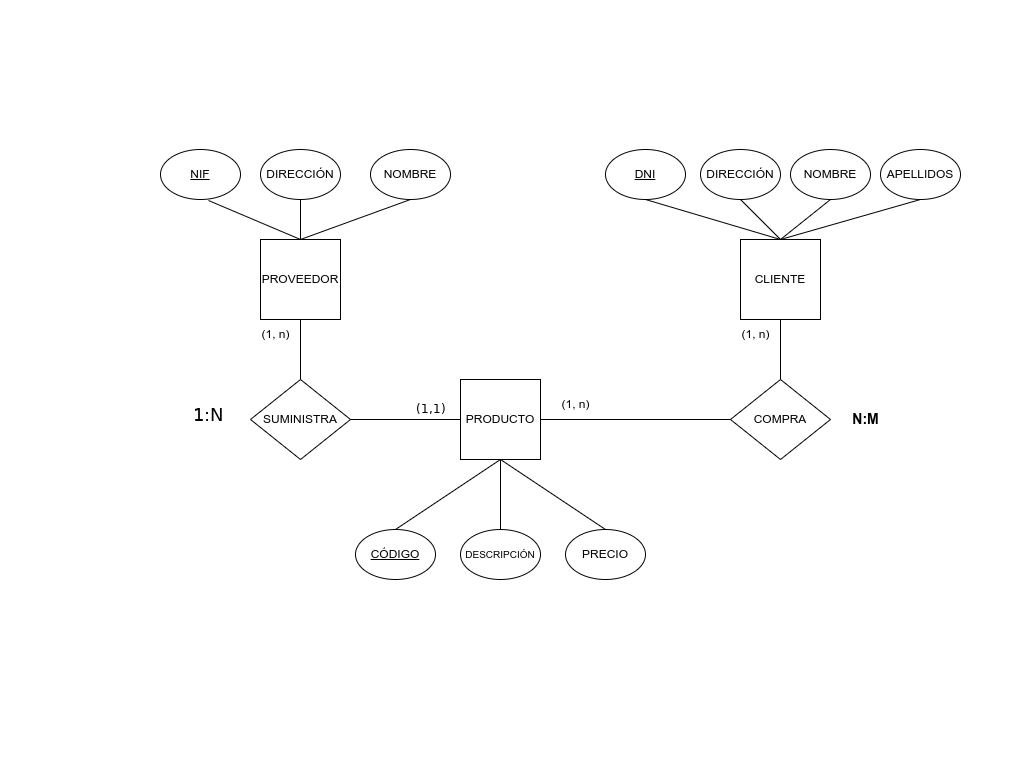 NIF
DIRECCIÓN
NOMBRE
DNI
DIRECCIÓN
NOMBRE
APELLIDOS
PROVEEDOR
CLIENTE
(1, n)
(1, n)
1:N
SUMINISTRA
(1,1)
PRODUCTO
(1, n)
COMPRA
N:M
CÓDIGO
DESCRIPCIÓN
PRECIO